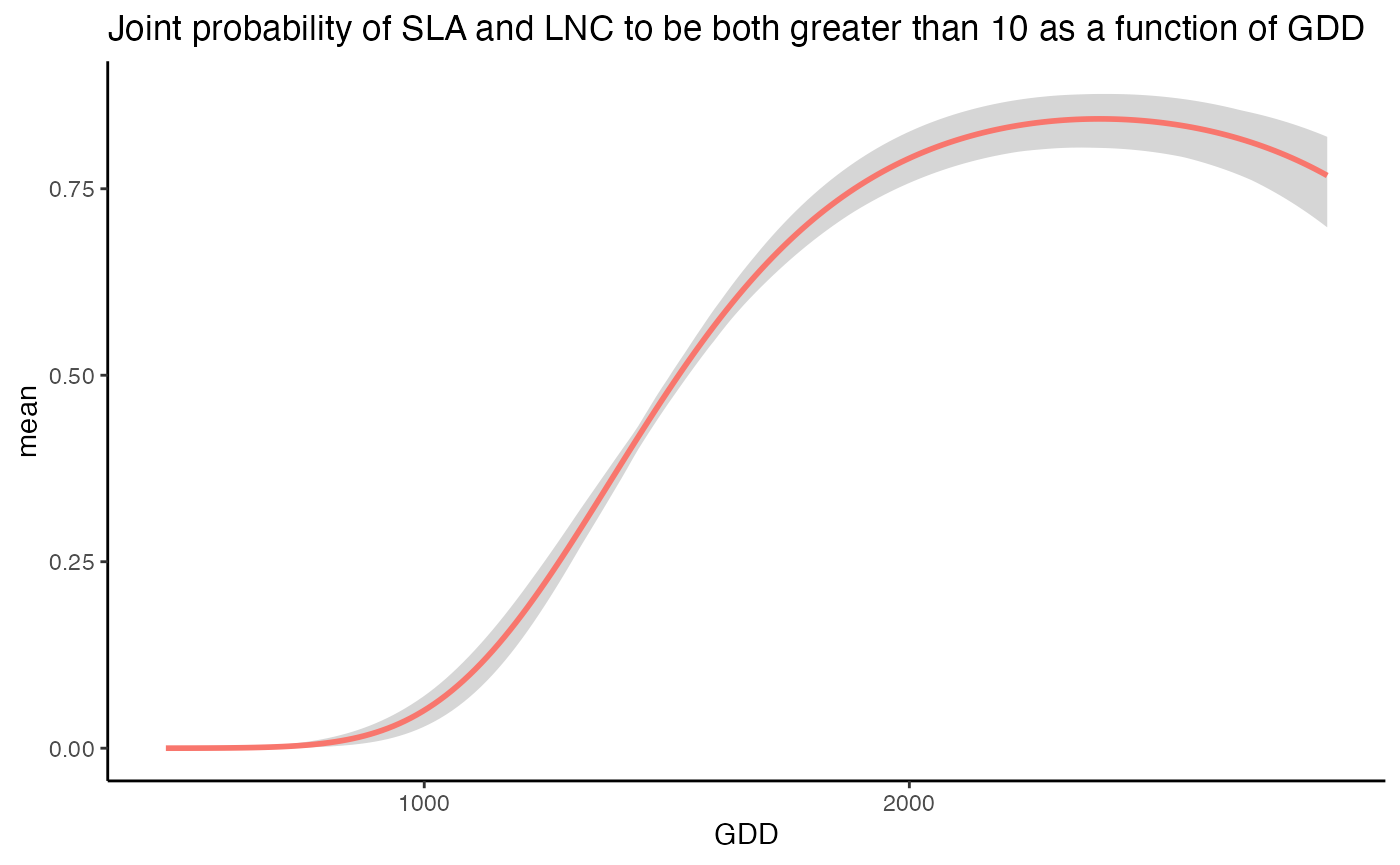 Joint probability of SLA and LNC to be both greater than 10 as a function of GDD
0.75
0.50
0.25
0.00
mean
1000
2000
GDD